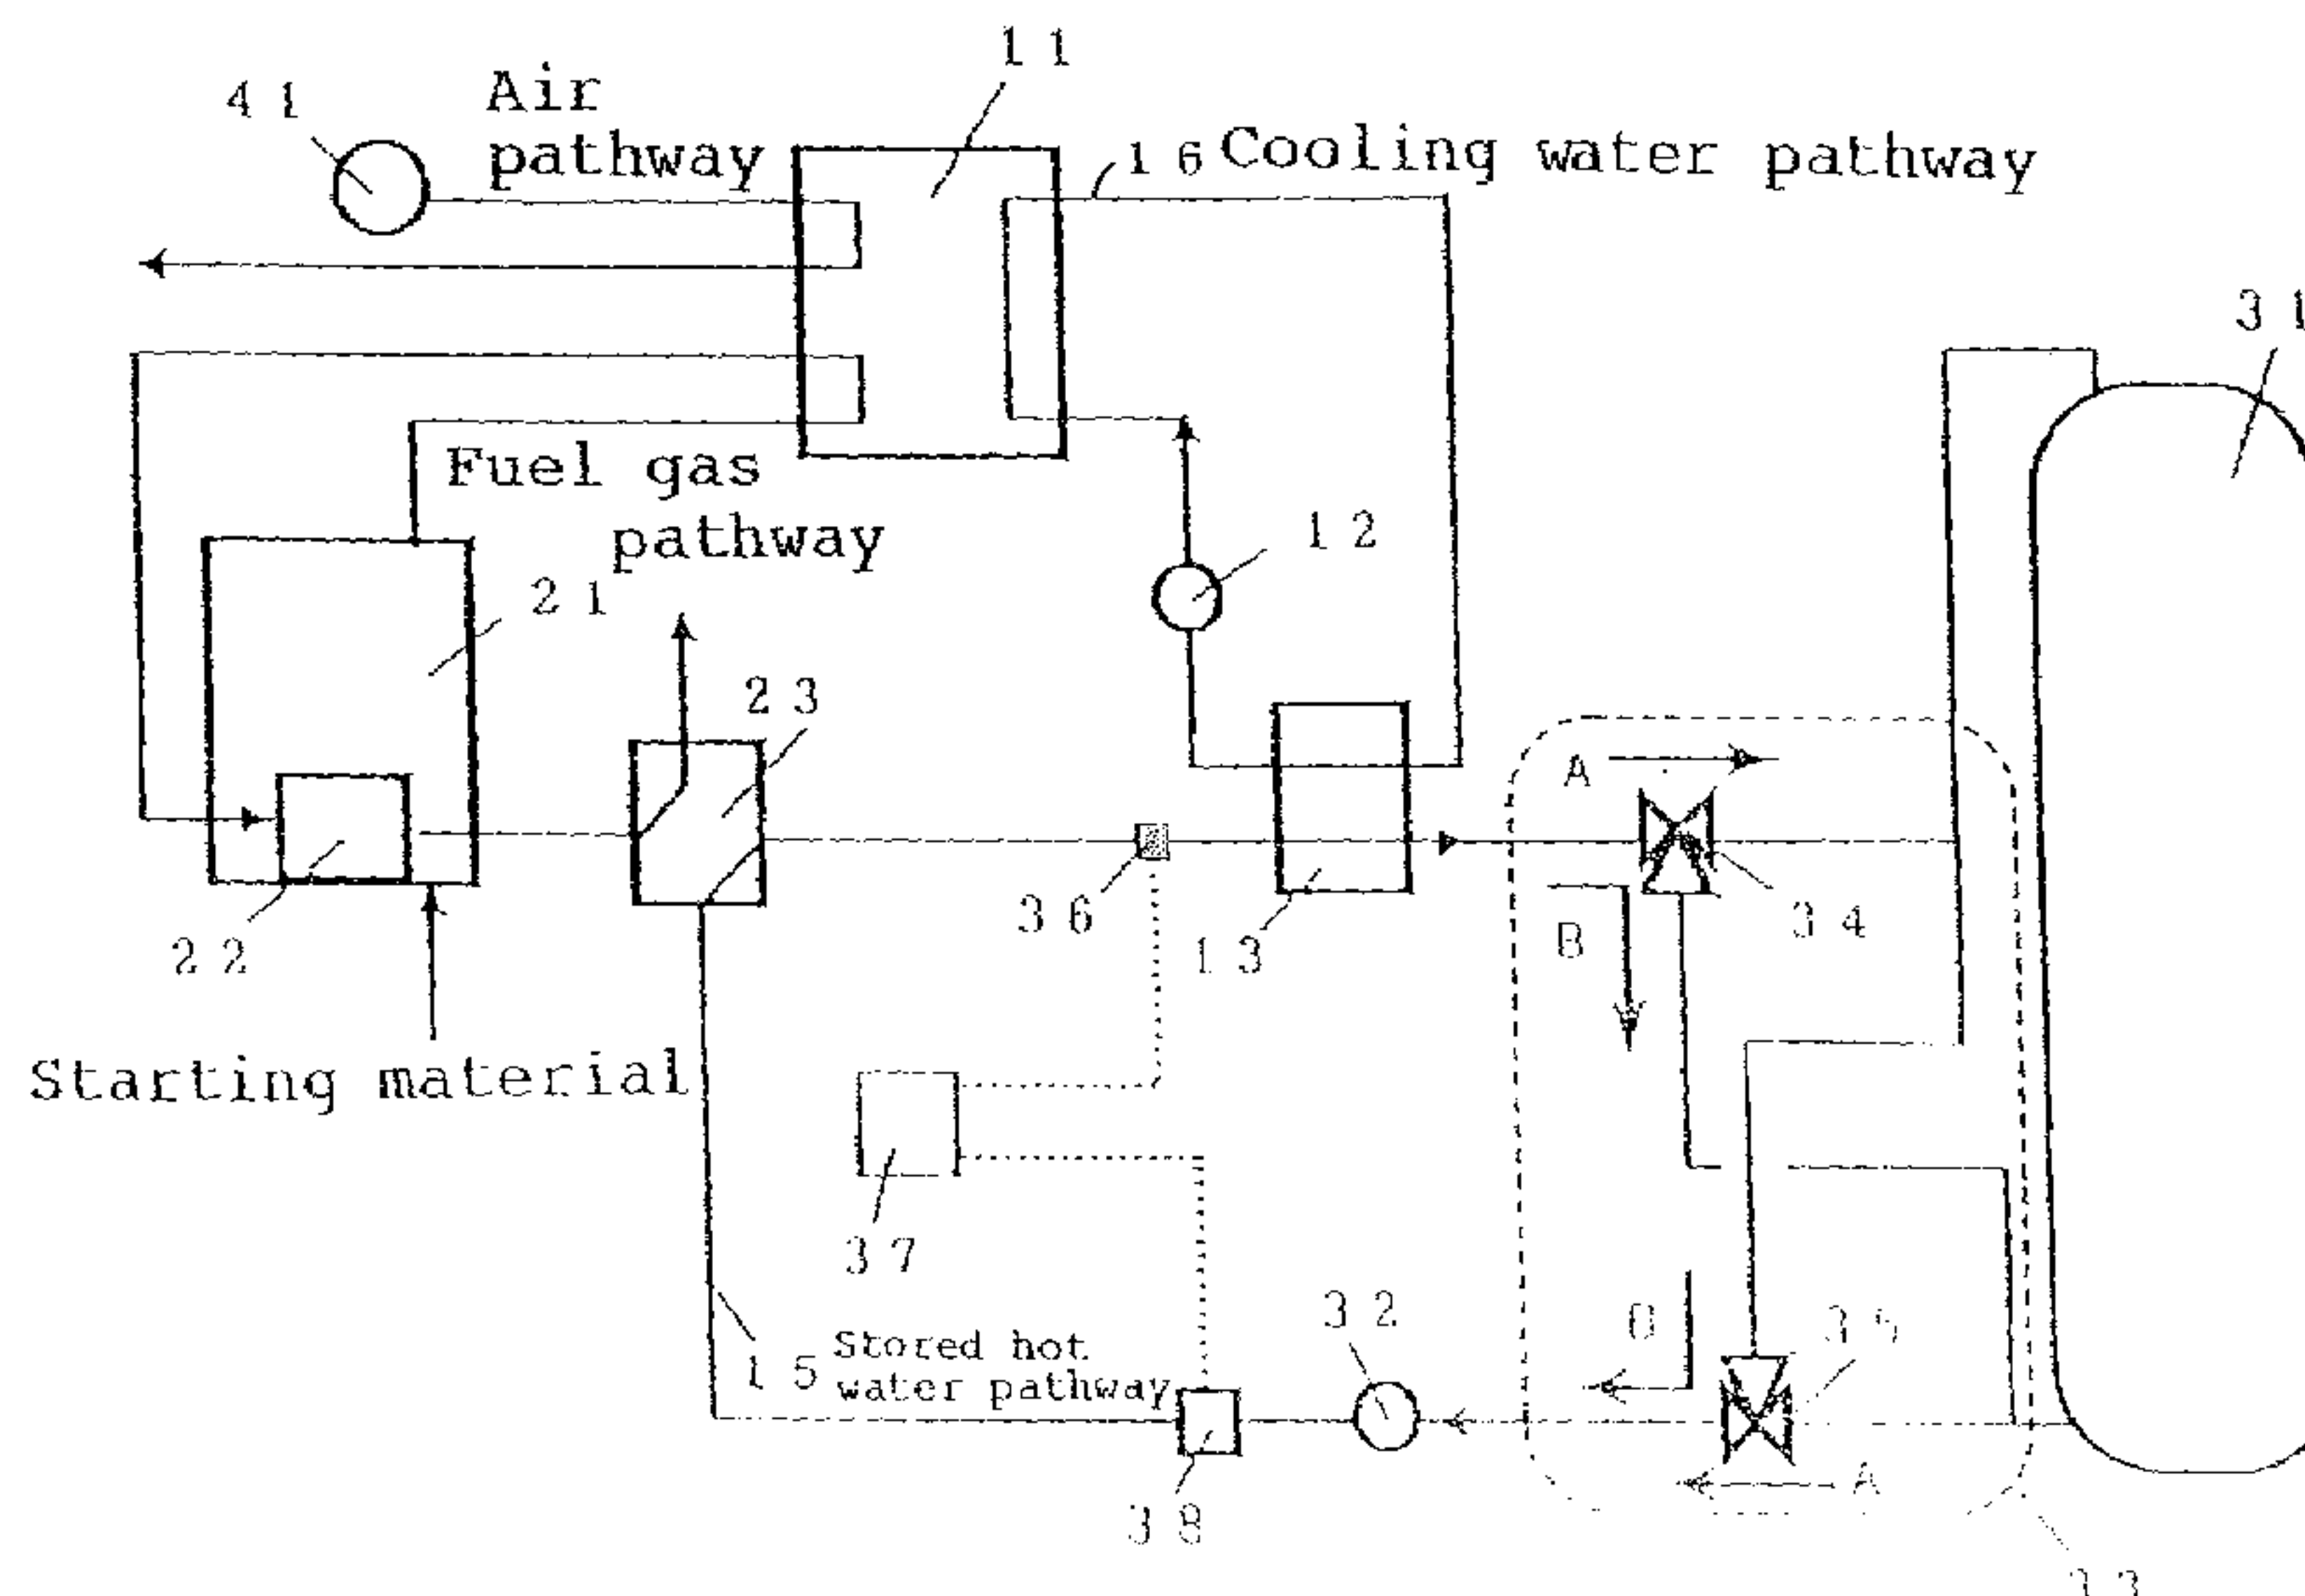 11
41
Air
pathway
16
Cooling water pathway
31
Fuel gas
pathway
12
21
23
A
36
34
22
13
B
Starting material
37
32
15
Stored hot
water pathway
A
38